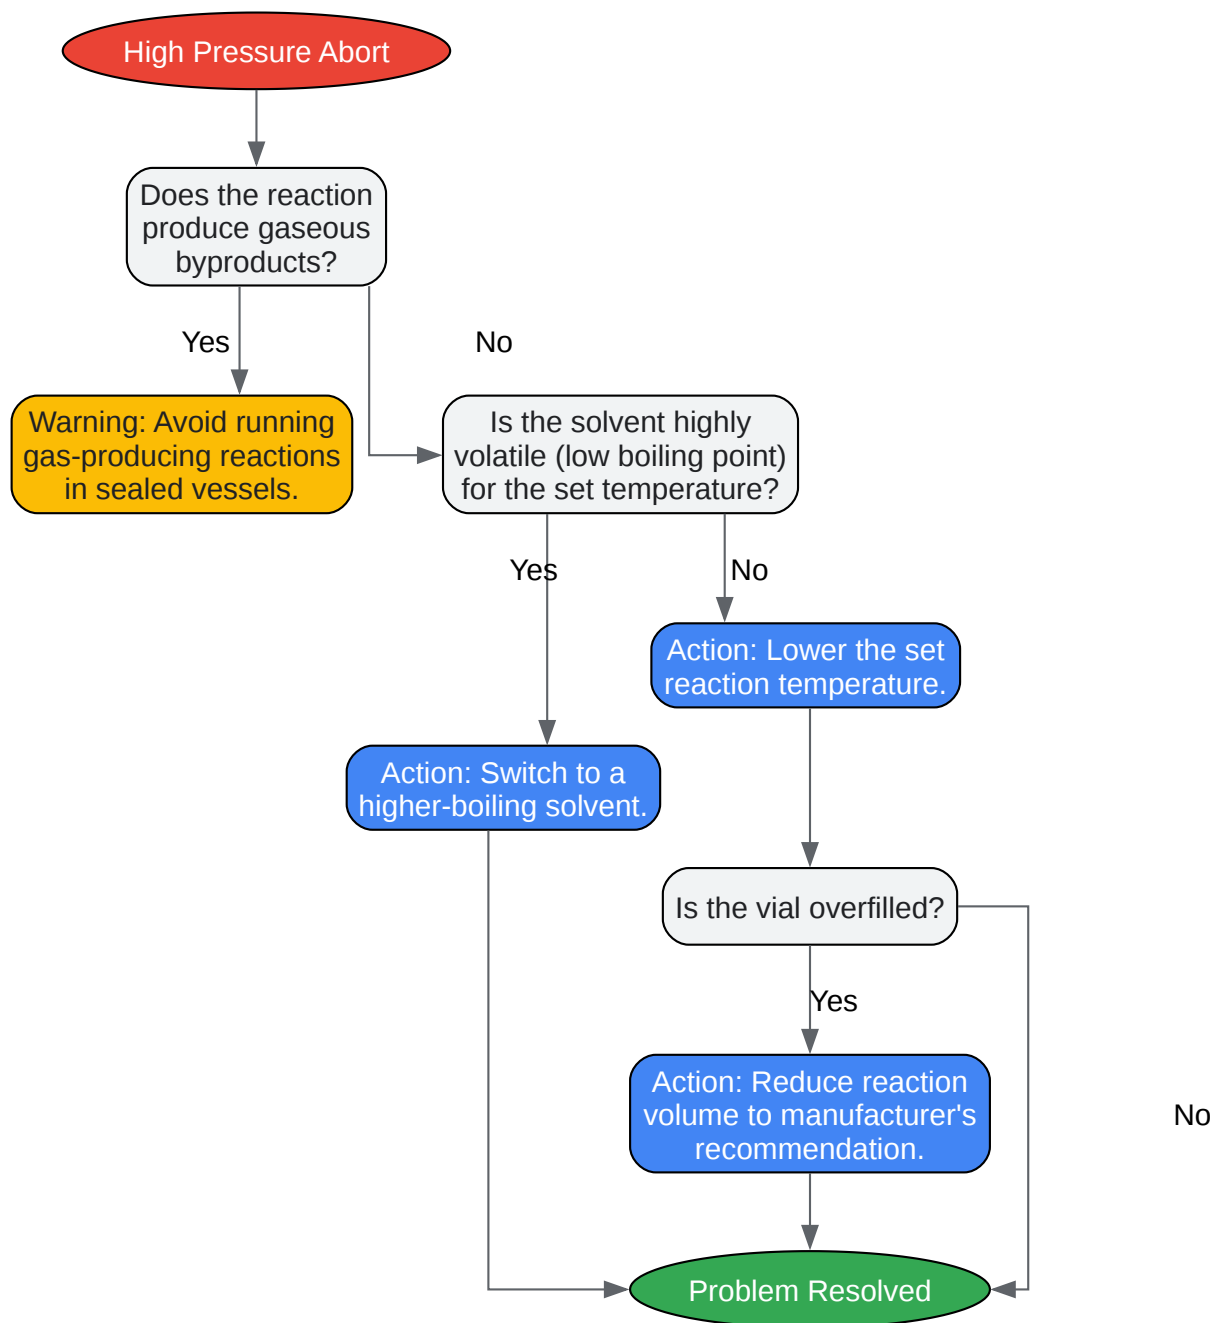 High Pressure Abort
Does the reaction
produce gaseous
byproducts?
Yes
No
Warning: Avoid running
gas-producing reactions
in sealed vessels.
Is the solvent highly
volatile (low boiling point)
for the set temperature?
Yes
No
Action: Lower the set
reaction temperature.
Action: Switch to a
higher-boiling solvent.
Is the vial overfilled?
Yes
Action: Reduce reaction
volume to manufacturer's
recommendation.
No
Problem Resolved